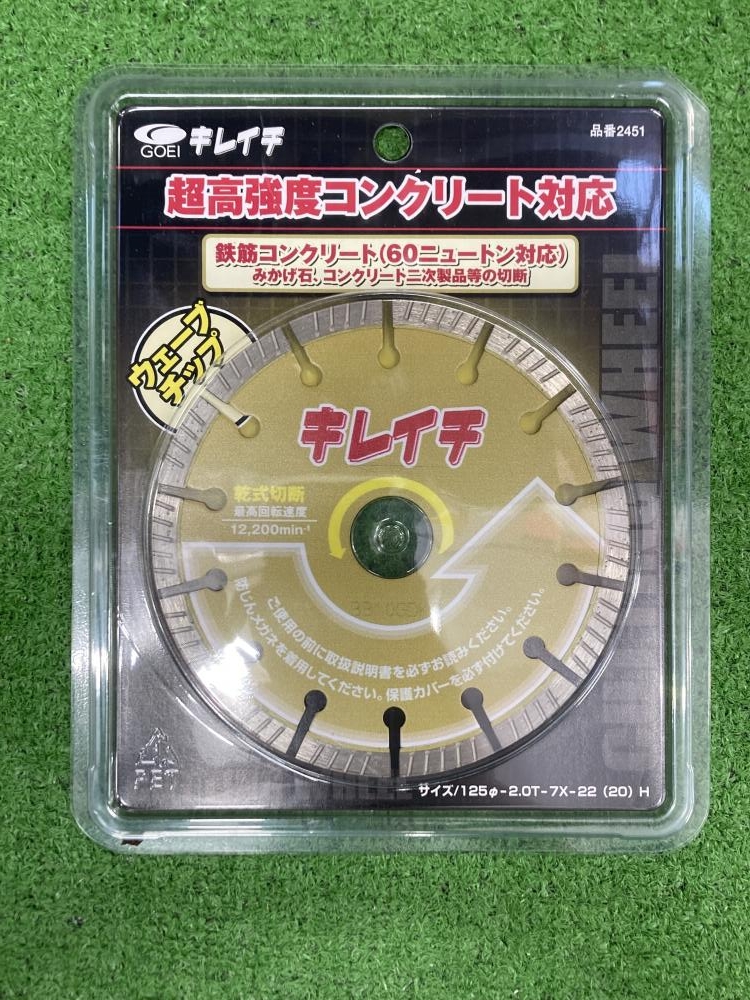 GOEI キレイチ
品番2451
超高強度コンクリート対応
鉄筋コンクリート(60ニュートン対応)
みかげ石、コンクリート二次製品等の切断
ウェーブ
チップ
キレイチ
乾式切断
最高回転速度
12,200min⁻¹
ご使用の前に取扱説明書を必ずお読みください。
防じんメガネを着用してください。保護カバーを必ず付けてください。
PET
サイズ/125φ-2.0T-7X-22 (20) H